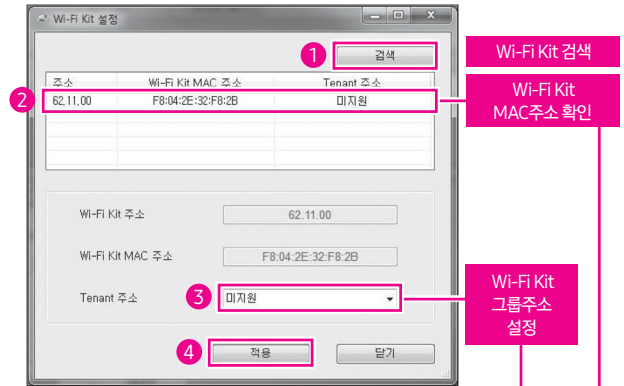 Wi-Fi Kit 설정
1 검색 Wi-Fi Kit 검색
주소 Wi-Fi Kit MAC 주소 Tenant 주소
2 62,11,00 F8:04:2E:32:F8:2B 미지원
Wi-Fi Kit
MAC주소 확인
Wi-Fi Kit 주소 62.11.00
Wi-Fi Kit MAC 주소 F8:04:2E:32:F8:2B
Tenant 주소 3 미지원
Wi-Fi Kit
그룹주소
설정
4 적용 닫기